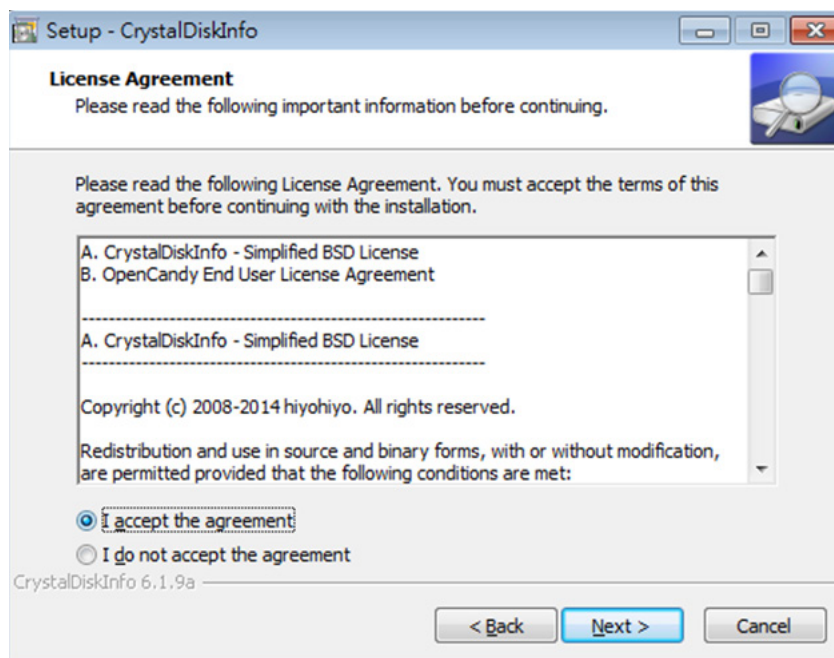 Setup - CrystalDiskInfo
License Agreement
Please read the following important information before continuing.
Please read the following License Agreement. You must accept the terms of this
agreement before continuing with the installation.
A. CrystalDiskInfo - Simplified BSD License
B. OpenCandy End User License Agreement
------------------------------------------------------------
A. CrystalDiskInfo - Simplified BSD License
------------------------------------------------------------
Copyright (c) 2008-2014 hiyohiyo. All rights reserved.
Redistribution and use in source and binary forms, with or without modification,
are permitted provided that the following conditions are met:
I accept the agreement
I do not accept the agreement
CrystalDiskInfo 6.1.9a
< Back
Next >
Cancel